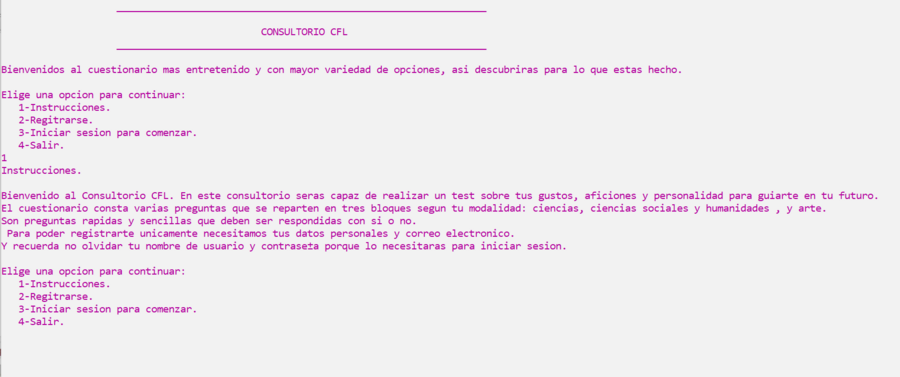 CONSULTORIO CFL
Bienvenidos al cuestionario mas entretenido y con mayor variedad de opciones, asi descubriras para lo que estas hecho.
Elige una opcion para continuar:
1-Instrucciones.
2-Regitrarse.
3-Iniciar sesion para comenzar.
4-Salir.
1
Instrucciones.
Bienvenido al Consultorio CFL. En este consultorio seras capaz de realizar un test sobre tus gustos, aficiones y personalidad para guiarte en tu futuro.
El cuestionario consta varias preguntas que se reparten en tres bloques segun tu modalidad: ciencias, ciencias sociales y humanidades , y arte.
Son preguntas rapidas y sencillas que deben ser respondidas con si o no.
Para poder registrarte unicamente necesitamos tus datos personales y correo electronico.
Y recuerda no olvidar tu nombre de usuario y contraseta porque lo necesitaras para iniciar sesion.
Elige una opcion para continuar:
1-Instrucciones.
2-Regitrarse.
3-Iniciar sesion para comenzar.
4-Salir.